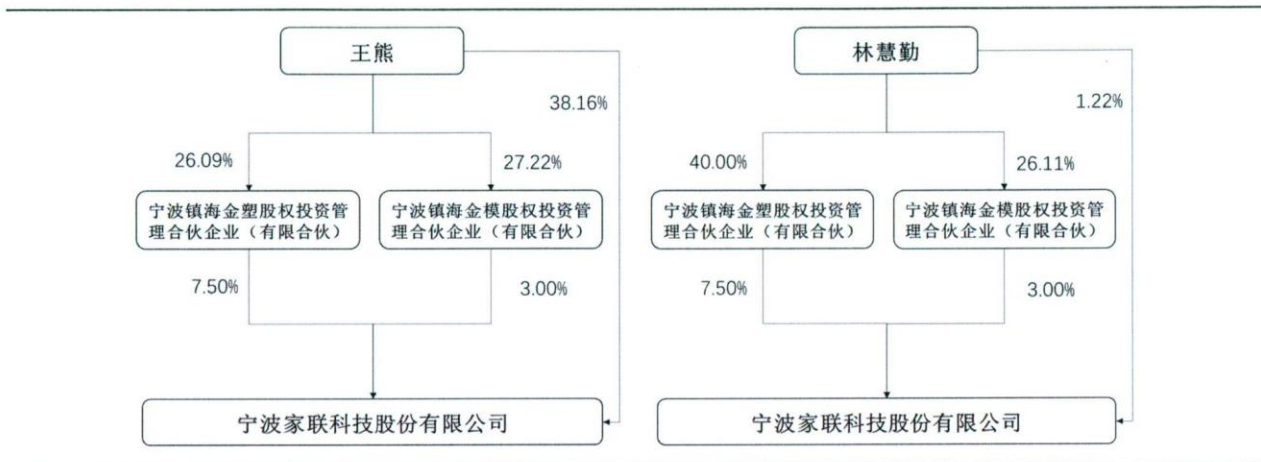 王熊
38.16%
26.09%
27.22%
宁波镇海金塑股权投资管
理合伙企业（有限合伙）
宁波镇海金模股权投资管
理合伙企业（有限合伙）
7.50%
3.00%
宁波家联科技股份有限公司
林慧勤
1.22%
40.00%
26.11%
宁波镇海金塑股权投资管
理合伙企业（有限合伙）
宁波镇海金模股权投资管
理合伙企业（有限合伙）
7.50%
3.00%
宁波家联科技股份有限公司